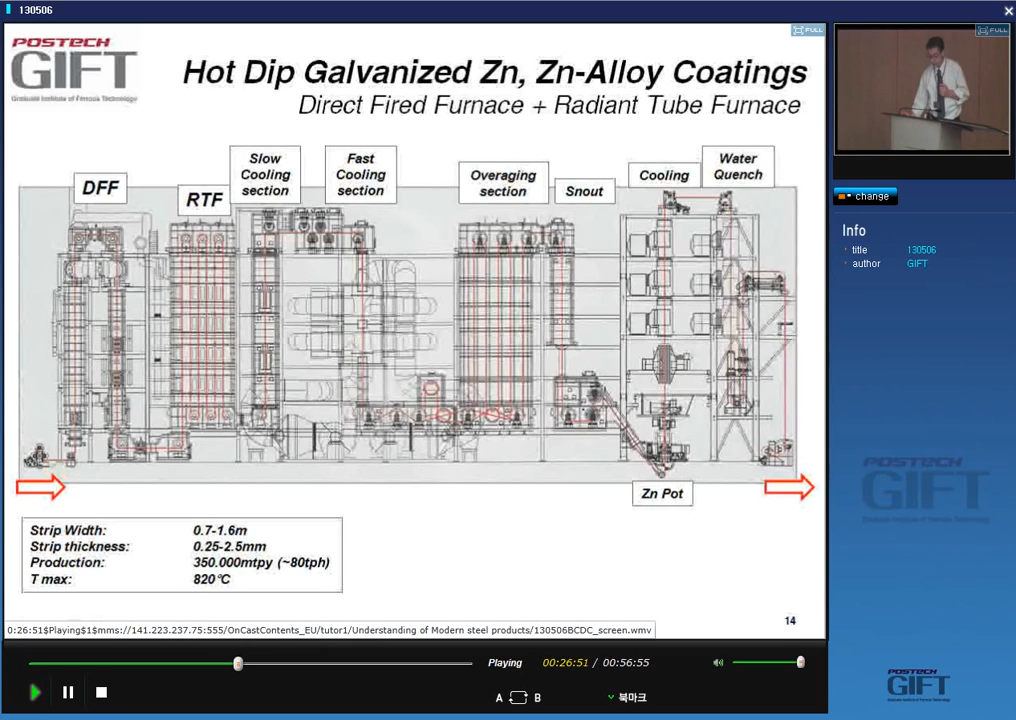 130506
POSTECH
GIFT
Graduate Institute of Ferrous Technology
FULL
Hot Dip Galvanized Zn, Zn-Alloy Coatings
Direct Fired Furnace + Radiant Tube Furnace
DFF
RTF
Slow
Cooling
section
Fast
Cooling
section
Overaging
section
Snout
Cooling
Water
Quench
Zn Pot
Strip Width: 0.7-1.6m
Strip thickness: 0.25-2.5mm
Production: 350.000mtpy (~80tph)
T max: 820°C
14
0:26:51$Playing$1$mms://141.223.237.75:555/OnCastContents_EU/tutor1/Understanding of Modern steel products/130506BCDC_screen.wmv
Playing 00:26:51 / 00:56:55
A B 북마크
FULL
change
Info
title 130506
author GIFT
POSTECH
GIFT
POSTECH
GIFT